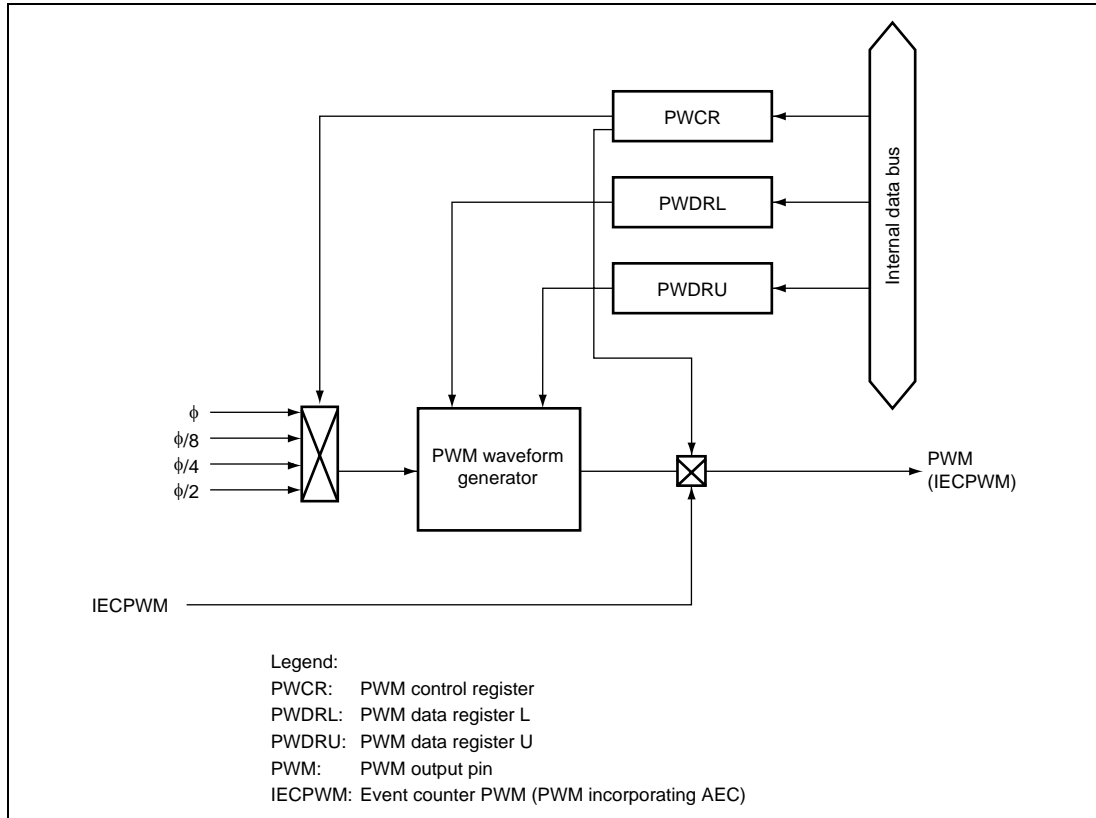 PWCR
PWDRL
PWDRU
Internal data bus
ϕ
ϕ/8
ϕ/4
ϕ/2
PWM waveform
generator
PWM
(IECPWM)
IECPWM
Legend:
PWCR: PWM control register
PWDRL: PWM data register L
PWDRU: PWM data register U
PWM: PWM output pin
IECPWM: Event counter PWM (PWM incorporating AEC)